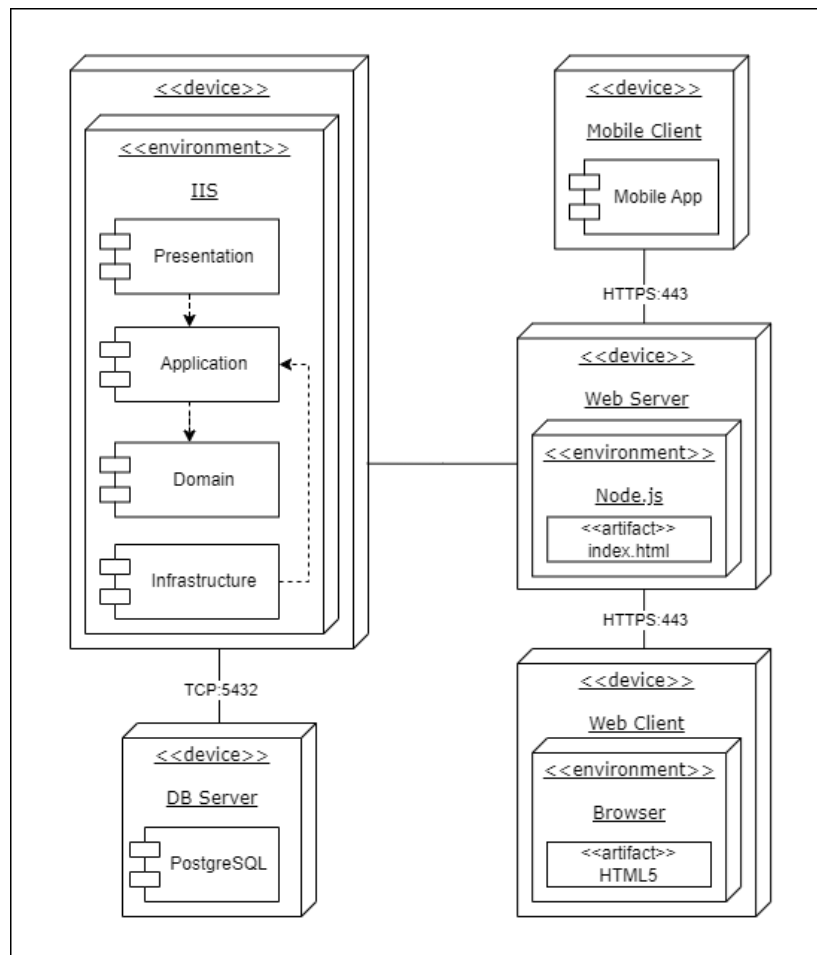 <<device>>
<<environment>>
IIS
Presentation
Application
Domain
Infrastructure
TCP:5432
<<device>>
DB Server
PostgreSQL
<<device>>
Mobile Client
Mobile App
HTTPS:443
<<device>>
Web Server
<<environment>>
Node.js
<<artifact>>
index.html
HTTPS:443
<<device>>
Web Client
<<environment>>
Browser
<<artifact>>
HTML5